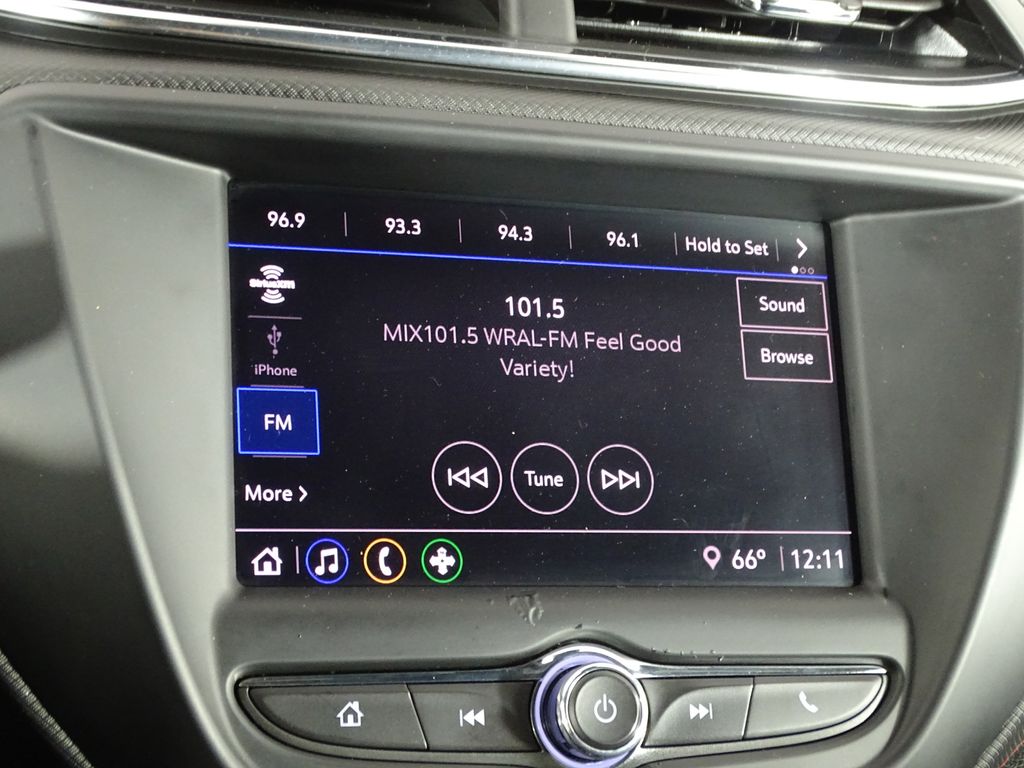 96.9 93.3 94.3 96.1 Hold to Set
SiriusXM
101.5
Sound
MIX101.5 WRAL-FM Feel Good
Variety!
Browse
iPhone
FM
Tune
More
66° 12:11